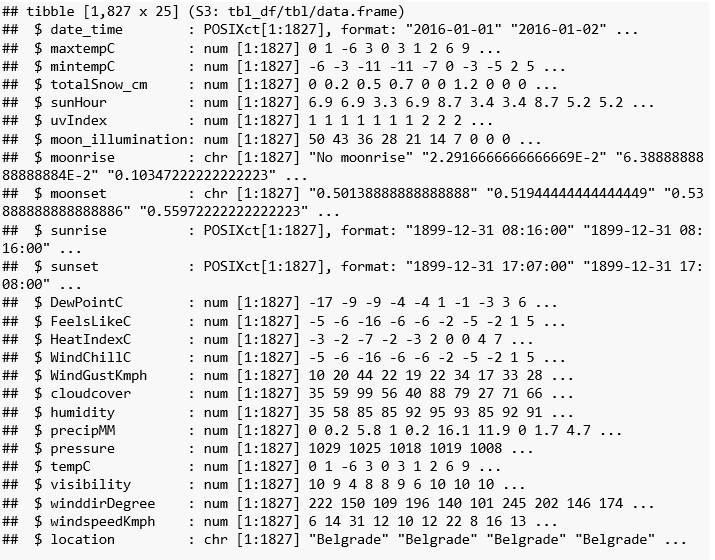 ## tibble [1,827 x 25] (S3: tbl_df/tbl/data.frame)
##  $ date_time        : POSIXct[1:1827], format: "2016-01-01" "2016-01-02" ...
##  $ maxtempC         : num [1:1827] 0 1 -6 3 0 3 1 2 6 9 ...
##  $ mintempC         : num [1:1827] -6 -3 -11 -11 -7 0 -3 -5 2 5 ...
##  $ totalSnow_cm     : num [1:1827] 0 0.2 0.5 0.7 0 0 1.2 0 0 0 ...
##  $ sunHour          : num [1:1827] 6.9 6.9 3.3 6.9 8.7 3.4 3.4 8.7 5.2 5.2 ...
##  $ uvIndex          : num [1:1827] 1 1 1 1 1 1 1 2 2 2 ...
##  $ moon_illumination: num [1:1827] 50 43 36 28 21 14 7 0 0 0 ...
##  $ moonrise         : chr [1:1827] "No moonrise" "2.2916666666666669E-2" "6.38888888
88888884E-2" "0.10347222222222223" ...
##  $ moonset          : chr [1:1827] "0.50138888888888888" "0.51944444444444449" "0.53
888888888888886" "0.55972222222222223" ...
##  $ sunrise          : POSIXct[1:1827], format: "1899-12-31 08:16:00" "1899-12-31 08:
16:00" ...
##  $ sunset           : POSIXct[1:1827], format: "1899-12-31 17:07:00" "1899-12-31 17:
08:00" ...
##  $ DewPointC        : num [1:1827] -17 -9 -9 -4 -4 1 -1 -3 3 6 ...
##  $ FeelsLikeC       : num [1:1827] -5 -6 -16 -6 -6 -2 -5 -2 1 5 ...
##  $ HeatIndexC       : num [1:1827] -3 -2 -7 -2 -3 2 0 0 4 7 ...
##  $ WindChillC       : num [1:1827] -5 -6 -16 -6 -6 -2 -5 -2 1 5 ...
##  $ WindGustKmph     : num [1:1827] 10 20 44 22 19 22 34 17 33 28 ...
##  $ cloudcover       : num [1:1827] 35 59 99 56 40 88 79 27 71 66 ...
##  $ humidity         : num [1:1827] 35 58 85 85 92 95 93 85 92 91 ...
##  $ precipMM         : num [1:1827] 0 0.2 5.8 1 0.2 16.1 11.9 0 1.7 4.7 ...
##  $ pressure         : num [1:1827] 1029 1025 1018 1019 1008 ...
##  $ tempC            : num [1:1827] 0 1 -6 3 0 3 1 2 6 9 ...
##  $ visibility       : num [1:1827] 10 9 4 8 8 9 6 10 10 10 ...
##  $ winddirDegree    : num [1:1827] 222 150 109 196 140 101 245 202 146 174 ...
##  $ windspeedKmph    : num [1:1827] 6 14 31 12 10 12 22 8 16 13 ...
##  $ location         : chr [1:1827] "Belgrade" "Belgrade" "Belgrade" "Belgrade" ...